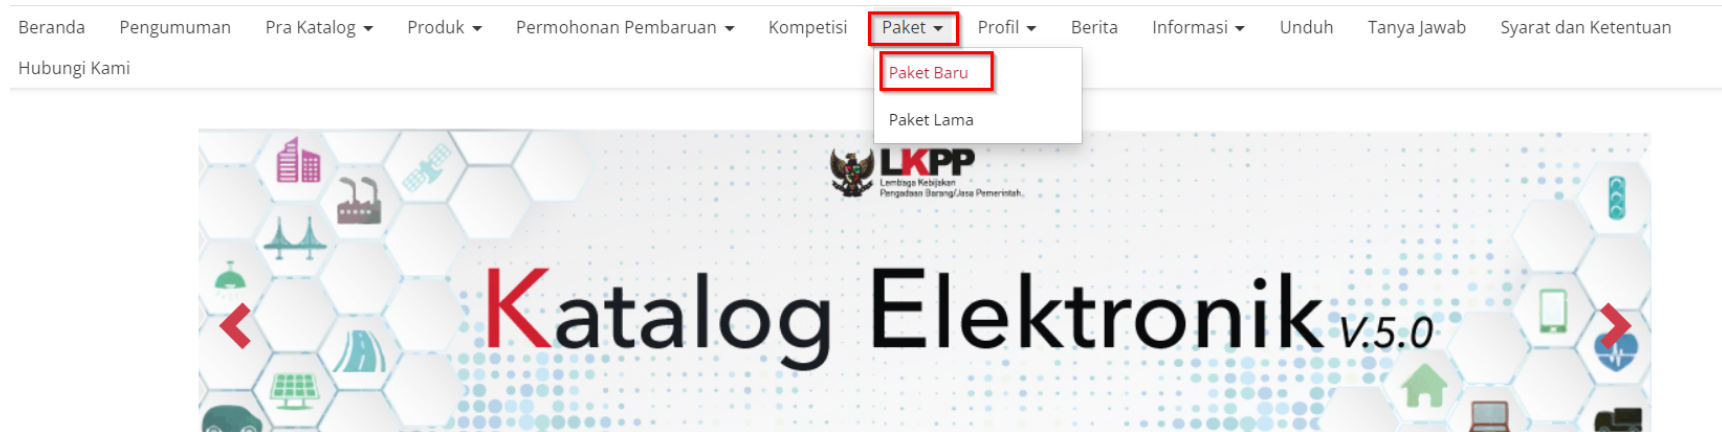 Beranda Pengumuman Pra Katalog Produk Permohonan Pembaruan Kompetisi Paket Profil Berita Informasi Unduh Tanya Jawab Syarat dan Ketentuan
Hubungi Kami
Paket Baru
Paket Lama
LKPP
Lembaga Kebijakan
Pengadaan Barang/Jasa Pemerintah
Katalog Elektronik V.5.0